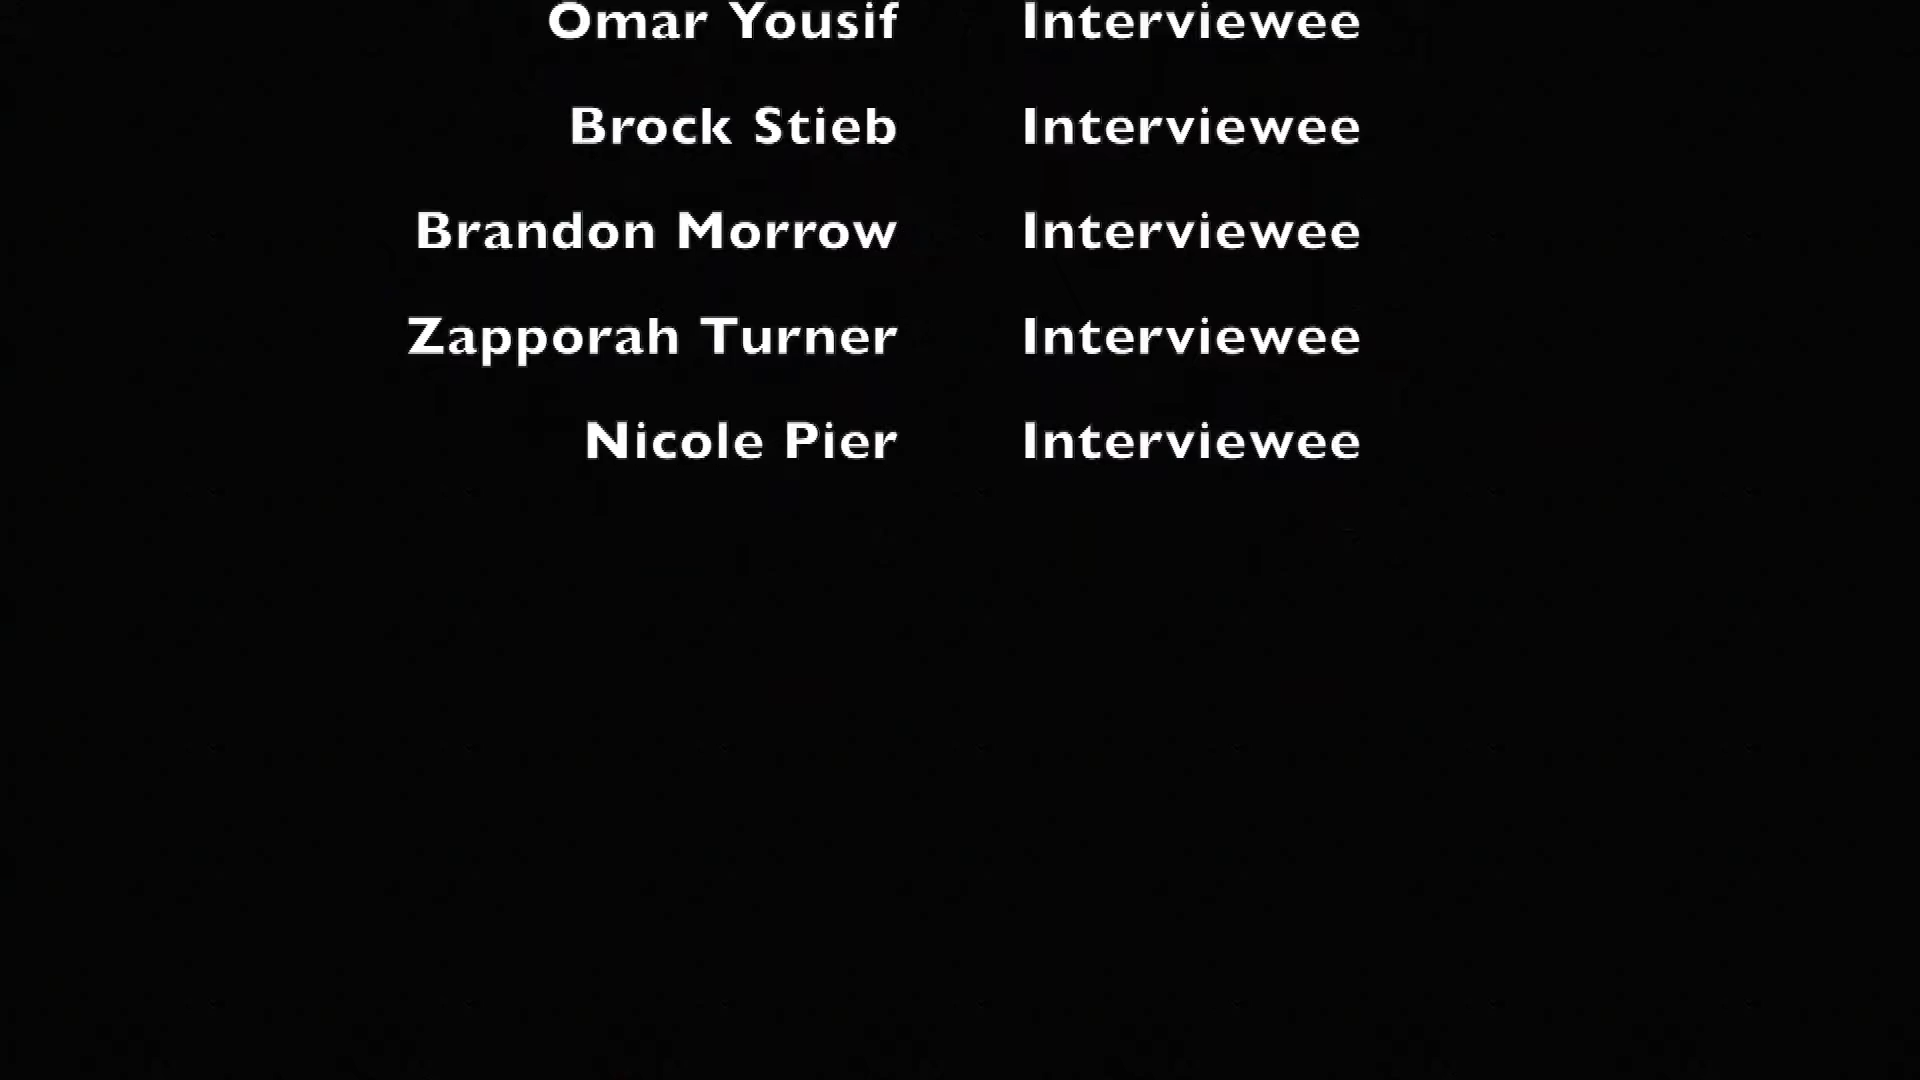 Omar Yousif Interviewee
Brock Stieb Interviewee
Brandon Morrow Interviewee
Zapporah Turner Interviewee
Nicole Pier Interviewee